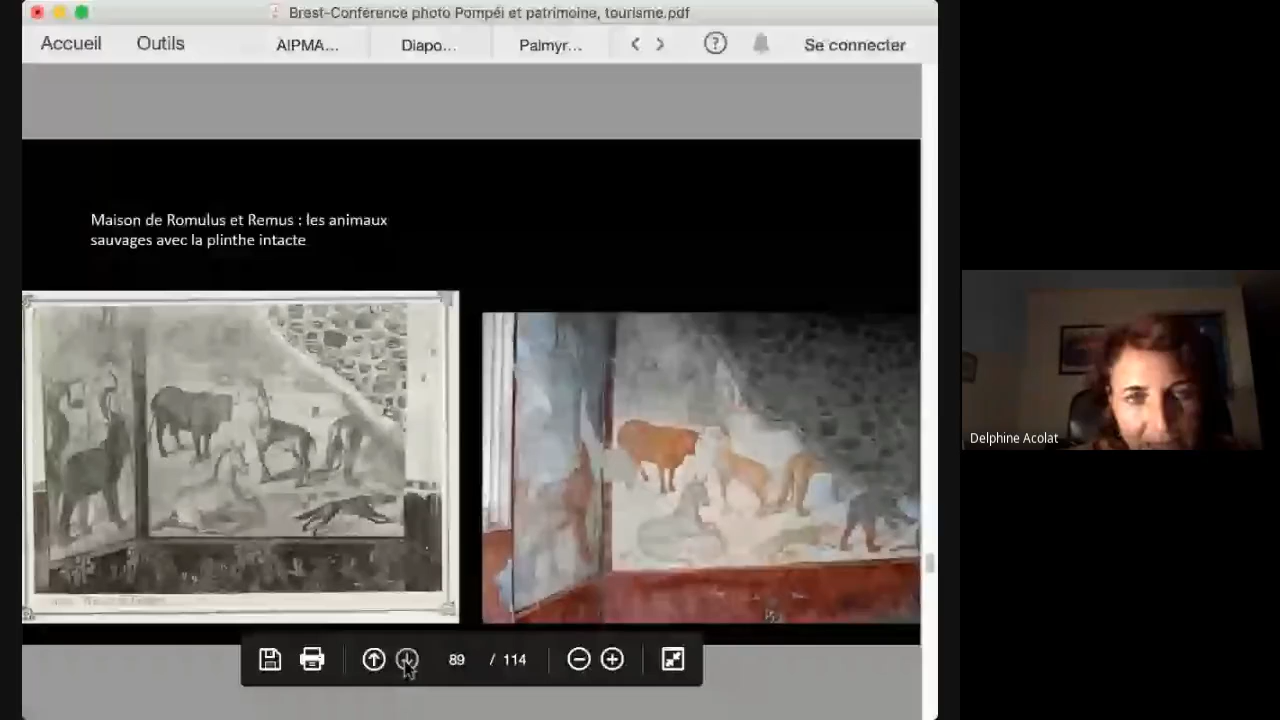 Brest-Conférence photo Pompéi et patrimoine, tourisme.pdf
Accueil
Outils
AIPMA...
Diapo...
Palmyr...
Se connecter
Maison de Romulus et Remus : les animaux
sauvages avec la plinthe intacte
Delphine Acolat
89 / 114